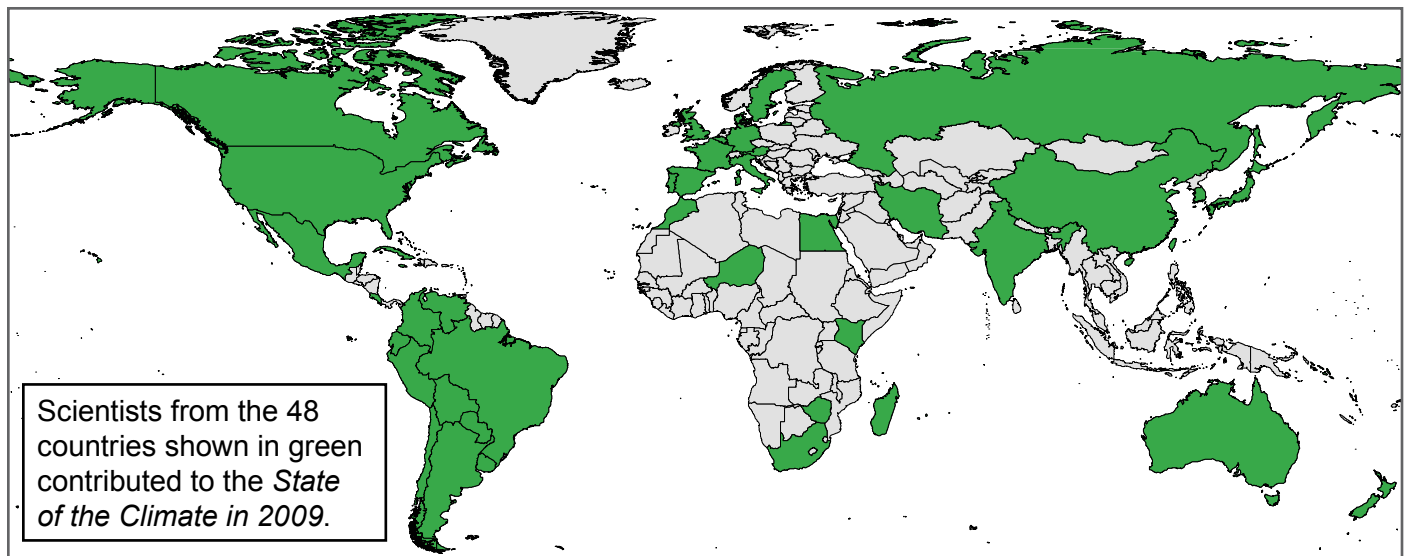 Scientists from the 48
countries shown in green
contributed to the State
of the Climate in 2009.